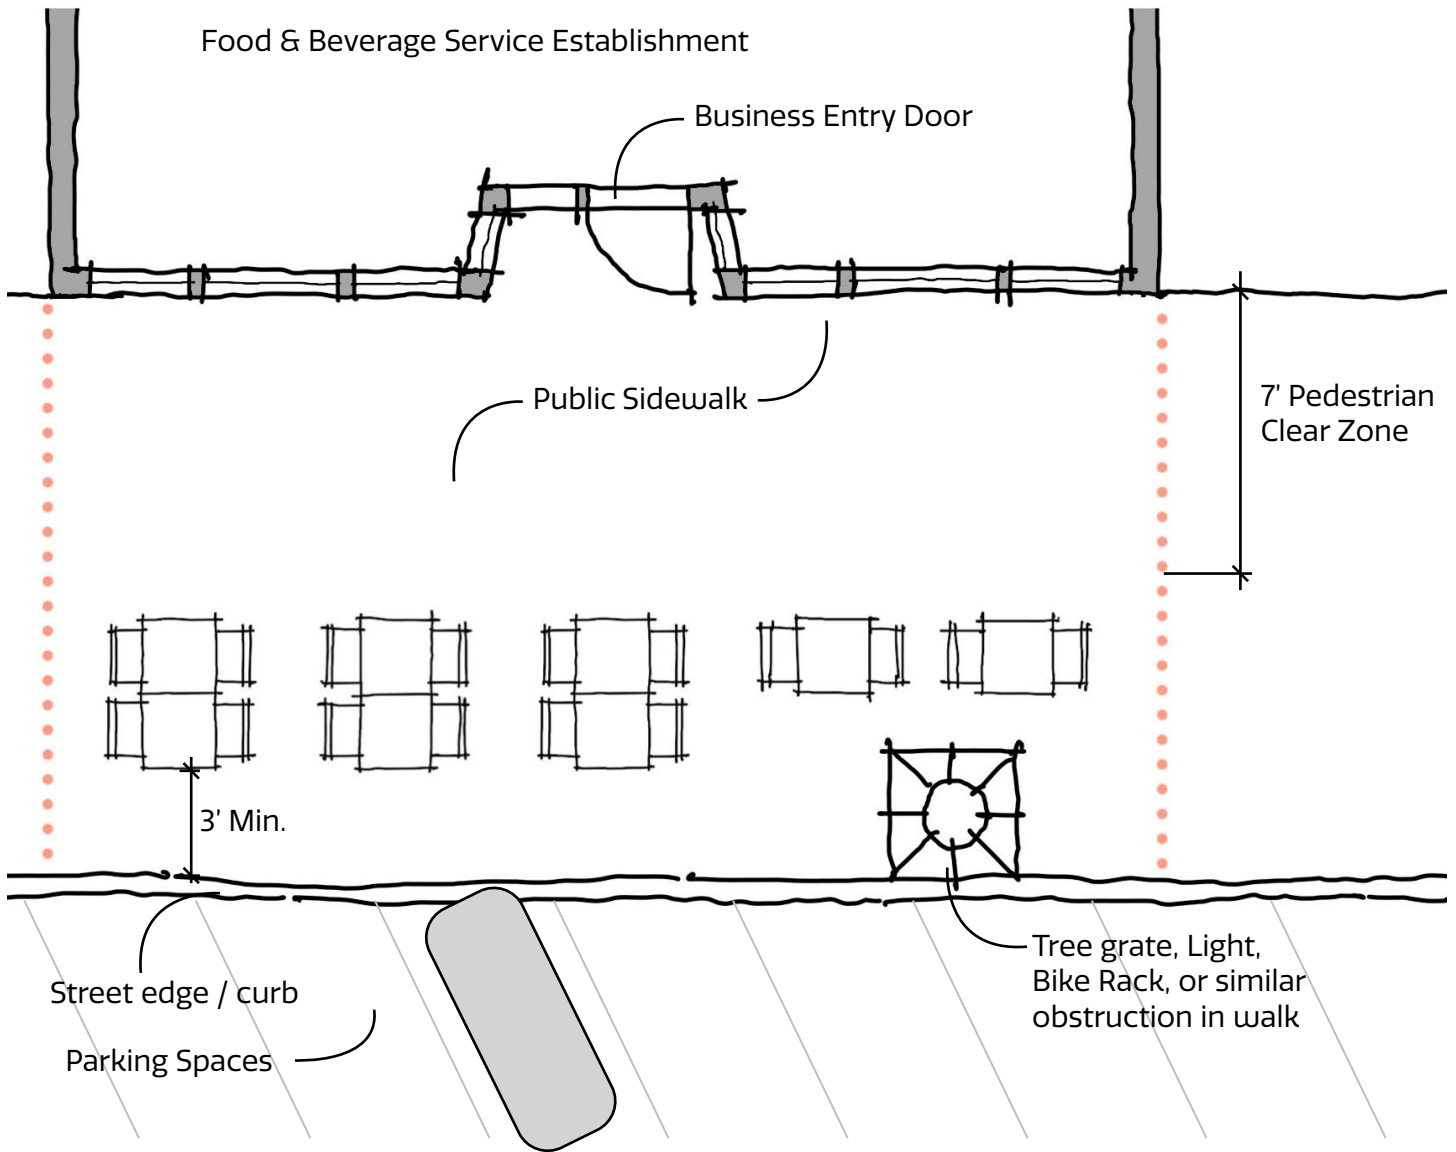 Food & Beverage Service Establishment
Business Entry Door
Public Sidewalk
7' Pedestrian
Clear Zone
3' Min.
Street edge / curb
Parking Spaces
Tree grate, Light,
Bike Rack, or similar
obstruction in walk